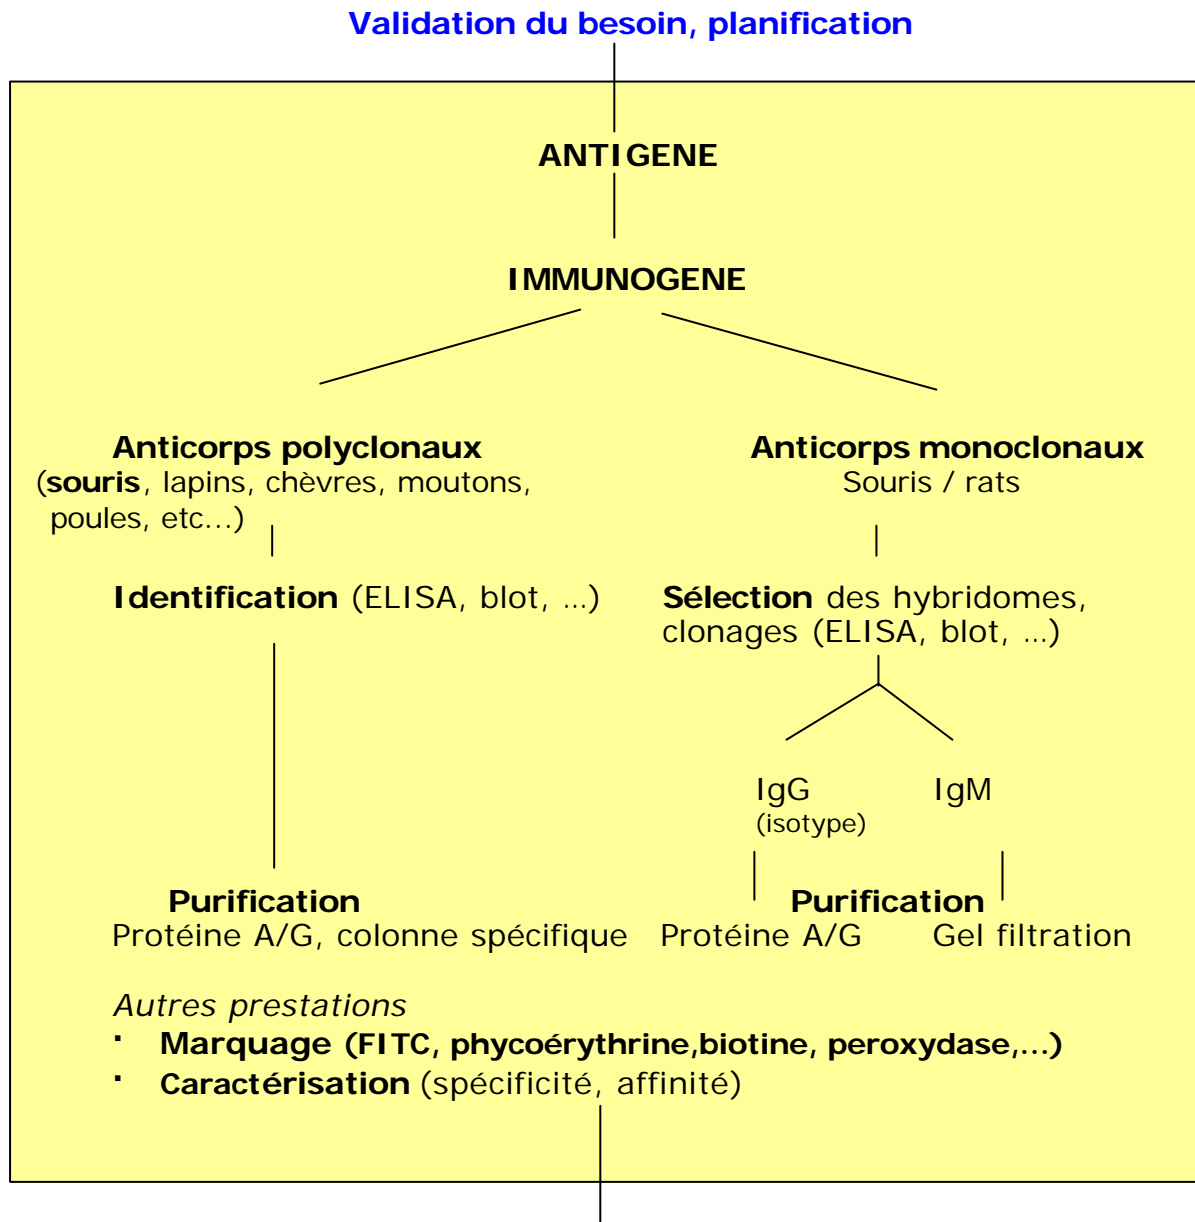 Validation du besoin, planification
ANTIGENE
IMMUNOGENE
Anticorps polyclonaux
(souris, lapins, chèvres, moutons,
poules, etc...)
Identification (ELISA, blot, ...)
Anticorps monoclonaux
Souris / rats
Sélection des hybridomes,
clonages (ELISA, blot, ...)
IgG
(isotype)
IgM
Purification
Protéine A/G, colonne spécifique
Purification
Protéine A/G Gel filtration
Autres prestations
· Marquage (FITC, phycoérythrine,biotine, peroxydase,...)
· Caractérisation (spécificité, affinité)